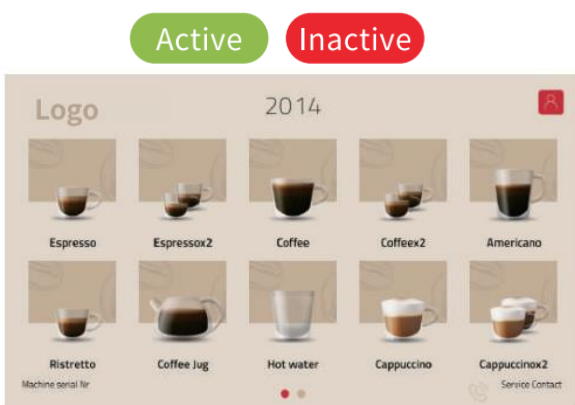 Active Inactive
Logo 2014
Espresso Espressox2 Coffee Coffeex2 Americano
Ristretto Coffee Jug Hot water Cappuccino Cappuccinox2
Machine serial Nr Service Contact